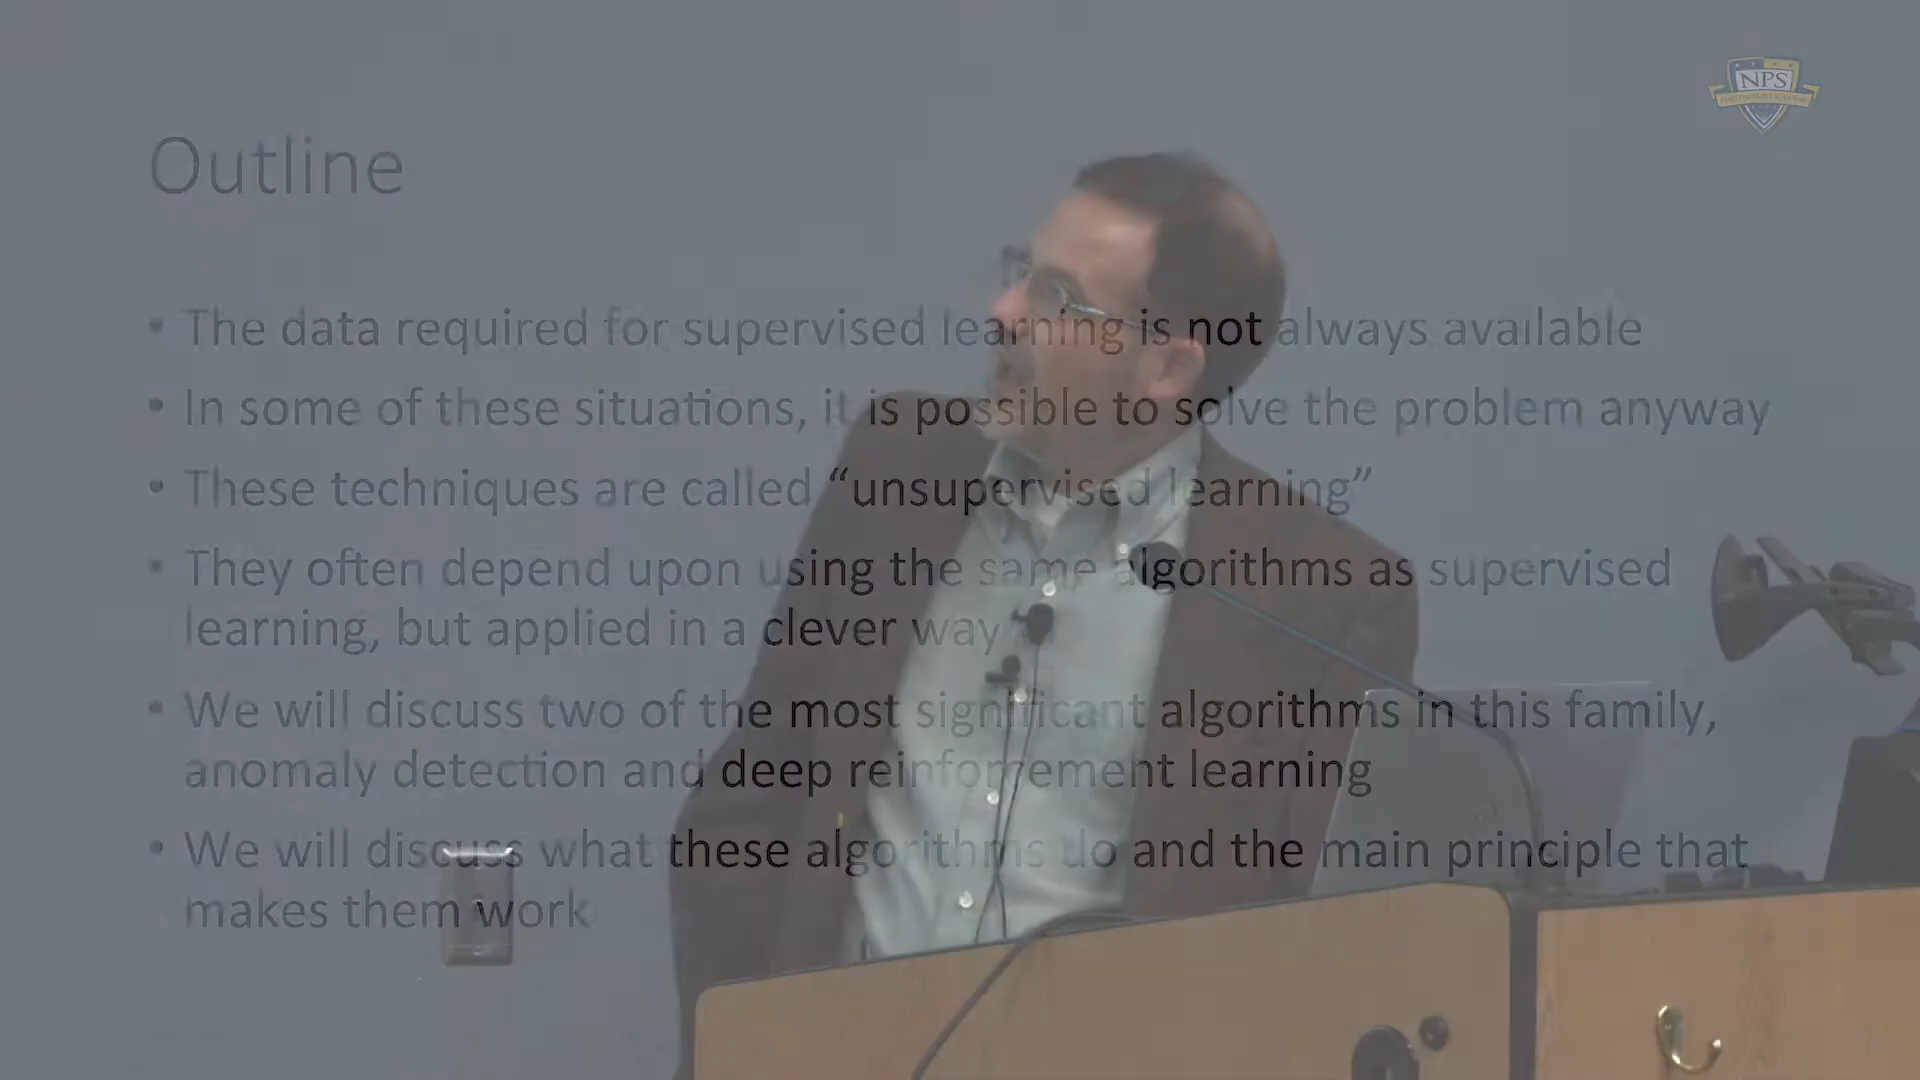 NPS
Outline
• The data required for supervised learning is not always available
• In some of these situations, it is possible to solve the problem anyway
• These techniques are called “unsupervised learning”
• They often depend upon using the same algorithms as supervised
learning, but applied in a clever way
• We will discuss two of the most significant algorithms in this family,
anomaly detection and deep reinforcement learning
• We will discuss what these algorithms do and the main principle that
makes them work